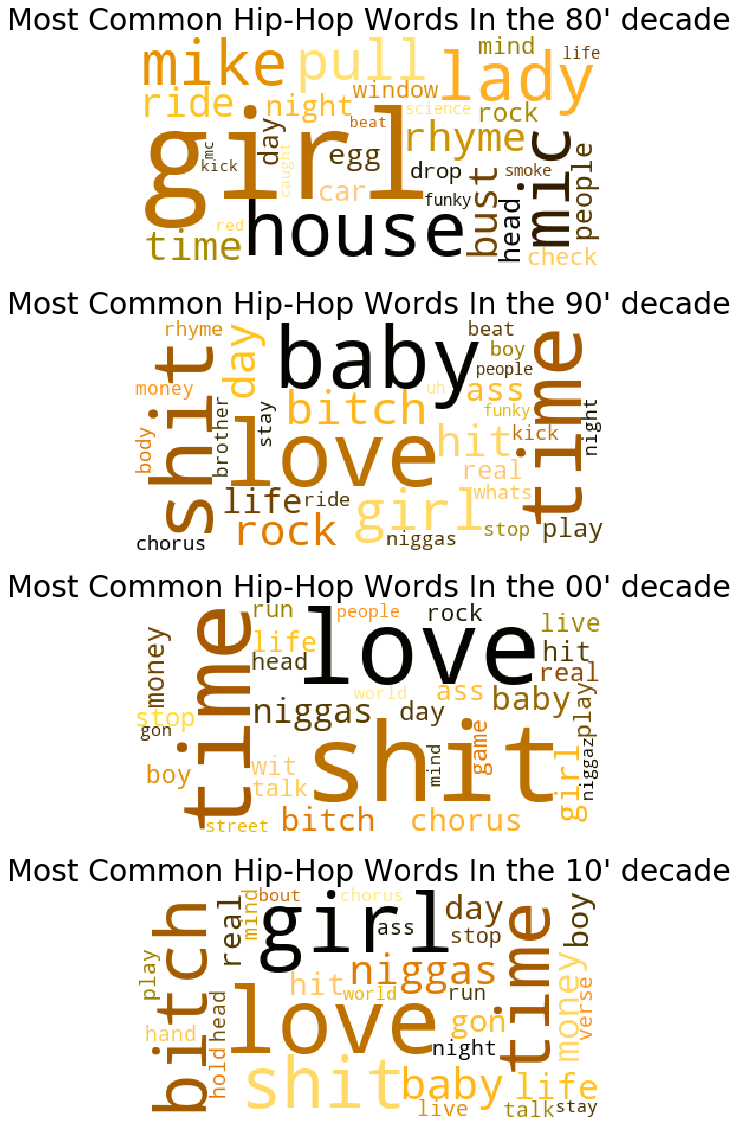 Most Common Hip-Hop Words In the 80' decade
mike
pull
lady
mind
life
window
ride
night
science
rock
beat
rhyme
girl
day
mc
kick
caught
egg
drop
smoke
car
funky
mic
people
bust
head
red
time
house
check
Most Common Hip-Hop Words In the 90' decade
rhyme
baby
beat
boy
people
shit
day
time
money
uh
ass
bitch
funky
stay
brother
love
hit
kick
night
body
real
life
ride
girl
whats
rock
niggas
stop
play
chorus
Most Common Hip-Hop Words In the 00' decade
run
people
rock
live
time
love
life
hit
money
head
real
world
ass
baby
stop
niggas
day
play
gon
shit
game
mind
girl
niggaz
boy
wit
talk
street
bitch
chorus
Most Common Hip-Hop Words In the 10' decade
bout
chorus
girl
day
bitch
real
mind
ass
stop
time
boy
play
niggas
hit
world
run
money
verse
love
gon
hand
head
hold
night
shit
baby
life
live
talk
stay